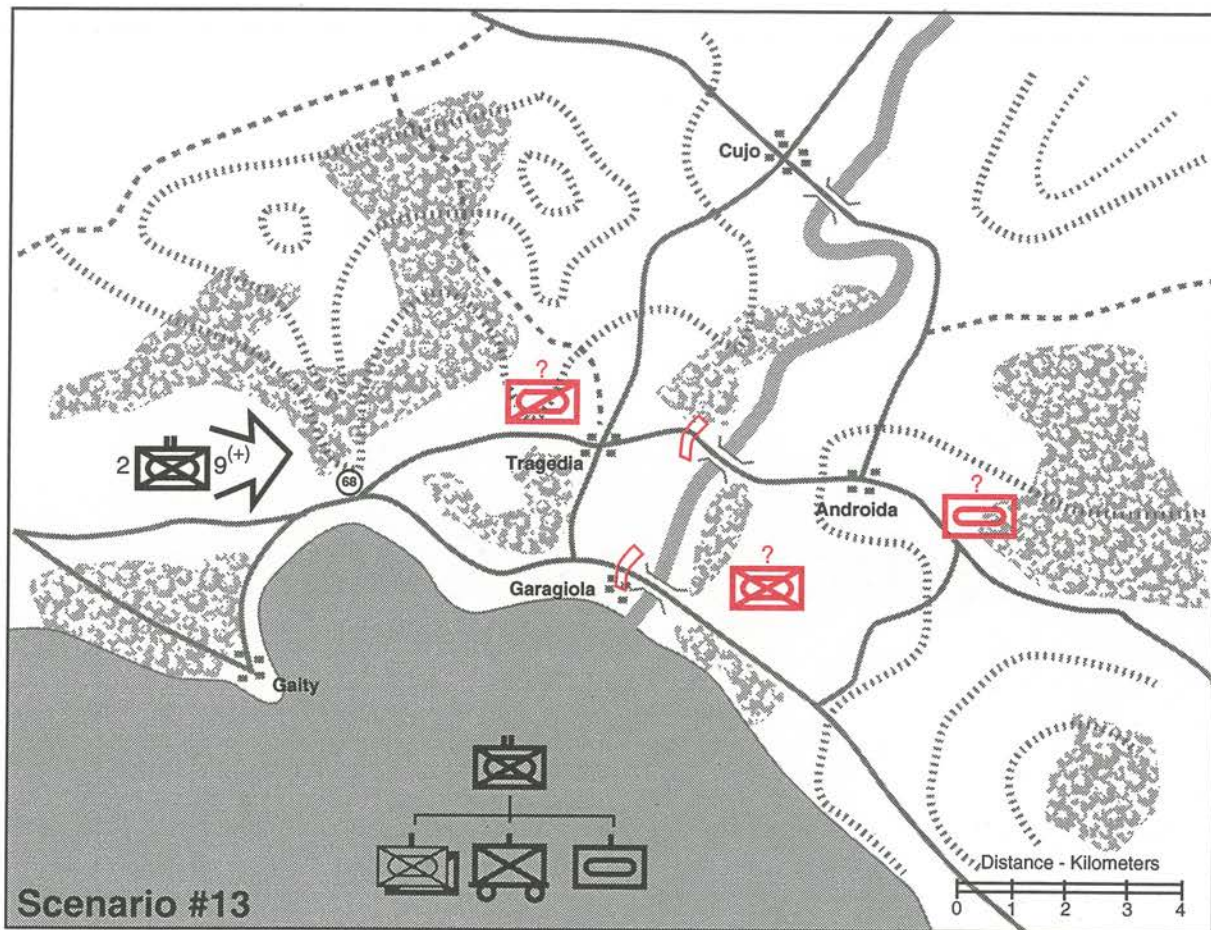 Cujo
?
2 9(+)
68
Tragedia
?
Androida
?
Garagiola
Gaity
Distance - Kilometers
0 1 2 3 4
Scenario #13